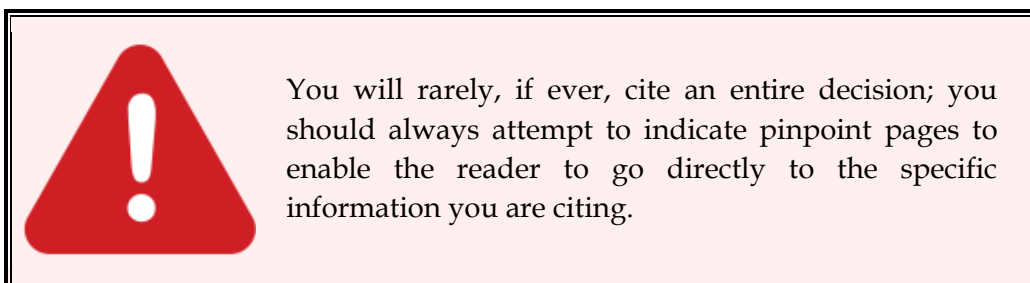 You will rarely, if ever, cite an entire decision; you
should always attempt to indicate pinpoint pages to
enable the reader to go directly to the specific
information you are citing.